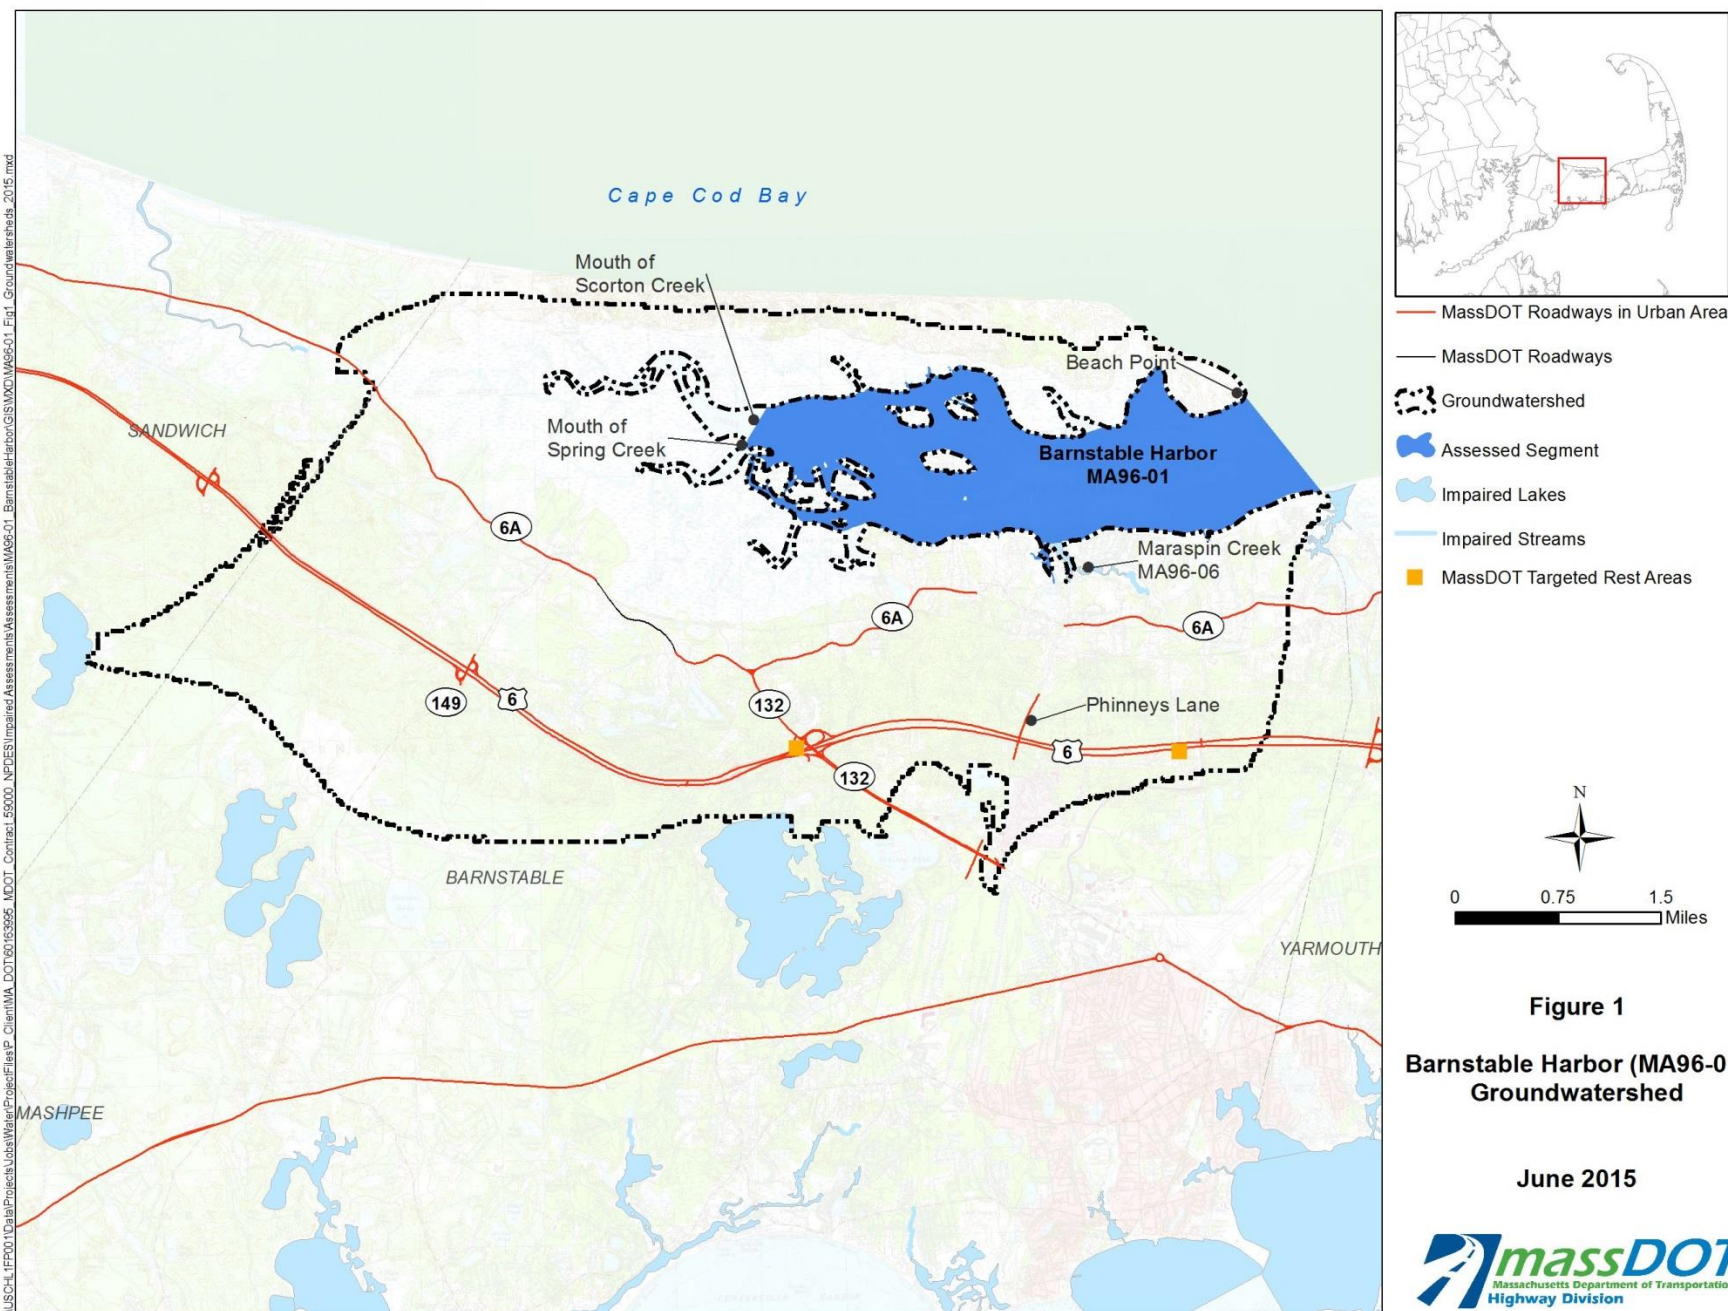 Cape Cod Bay
Mouth of
Scorton Creek
Beach Point
Mouth of
Spring Creek
SANDWICH
Barnstable Harbor
MA96-01
6A
Maraspin Creek
MA96-06
6A
6A
149
6
132
Phinneys Lane
6
132
BARNSTABLE
YARMOUTH
MASHPEE
MassDOT Roadways in Urban Area
MassDOT Roadways
Groundwatershed
Assessed Segment
Impaired Lakes
Impaired Streams
MassDOT Targeted Rest Areas
N
0 0.75 1.5
Miles
Figure 1
Barnstable Harbor (MA96-0
Groundwatershed
June 2015
massDOT
Massachusetts Department of Transportation
Highway Division